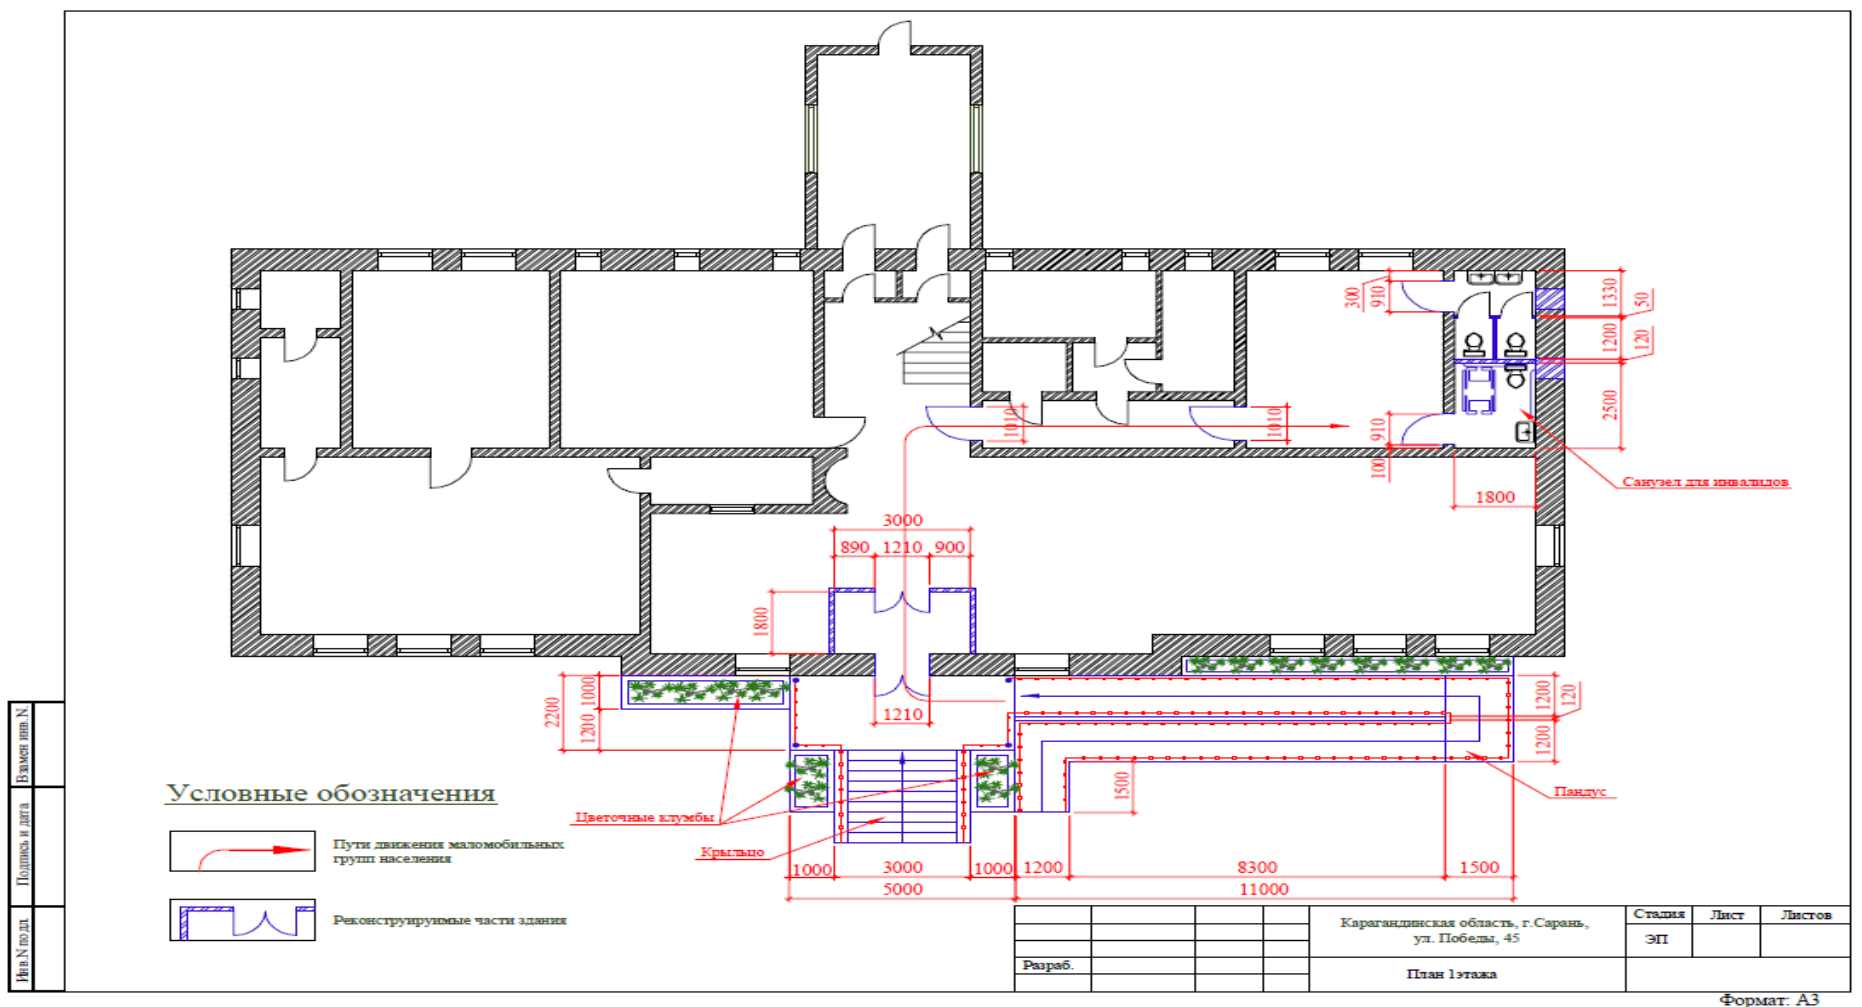 300
910
1330
50
1200
120
2500
1010
1010
910
100
Санузел для инвалидов
1800
3000
890
1210
900
1800
2200
1000
1200
1210
1200
120
1200
1500
Пандус
Цветочные клумбы
Крыльцо
1000
3000
1000
1200
8300
1500
5000
11000
Условные обозначения
Пути движения маломобильных
групп населения
Реконструируимые части здания
Взамен инв.N
Подпись и дата
Инв.N подл
Карагандинская область, г.Сарань,
ул. Победы, 45
Стадия
Лист
Листов
ЭП
Разраб.
План 1этажа
Формат: А3